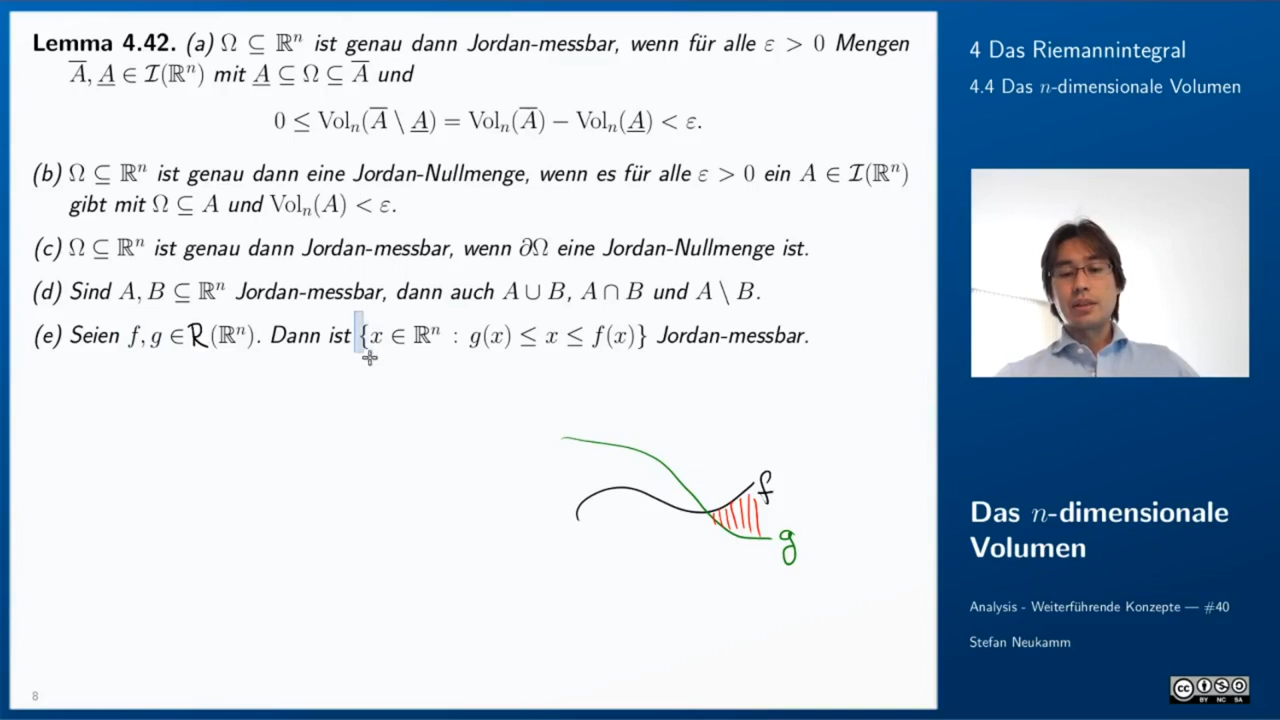 Lemma 4.42. (a) Ω ⊆ ℝⁿ ist genau dann Jordan-messbar, wenn für alle ε > 0 Mengen
A̅, A̲ ∈ 𝓘(ℝⁿ) mit A̲ ⊆ Ω ⊆ A̅ und
0 ≤ Volₙ(A̅ \ A̲) = Volₙ(A̅) − Volₙ(A̲) < ε.
(b) Ω ⊆ ℝⁿ ist genau dann eine Jordan-Nullmenge, wenn es für alle ε > 0 ein A ∈ 𝓘(ℝⁿ)
gibt mit Ω ⊆ A und Volₙ(A) < ε.
(c) Ω ⊆ ℝⁿ ist genau dann Jordan-messbar, wenn ∂Ω eine Jordan-Nullmenge ist.
(d) Sind A, B ⊆ ℝⁿ Jordan-messbar, dann auch A ∪ B, A ∩ B und A \ B.
(e) Seien f, g ∈ R(ℝⁿ). Dann ist {x ∈ ℝⁿ : g(x) ≤ x ≤ f(x)} Jordan-messbar.
f
g
8
4 Das Riemannintegral
4.4 Das n-dimensionale Volumen
Das n-dimensionale
Volumen
Analysis - Weiterführende Konzepte — #40
Stefan Neukamm
cc BY NC SA